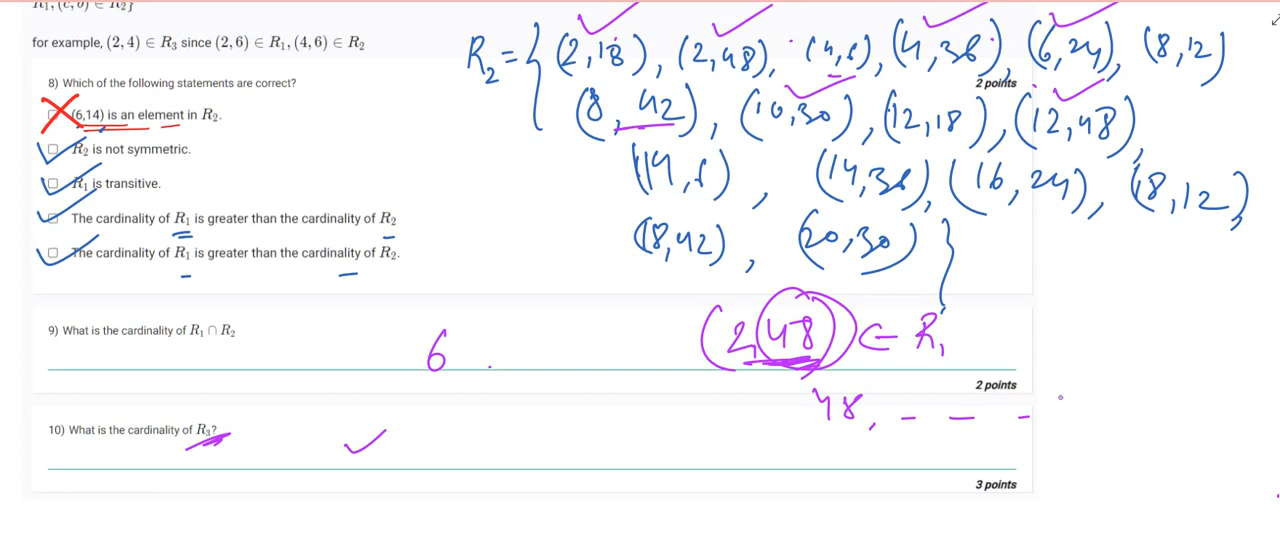 R₁, (c, b) ∈ R₂}
for example, (2, 4) ∈ R₃ since (2, 6) ∈ R₁, (4, 6) ∈ R₂
R₂ = { (2,18), (2,48), (4,6), (4,36), (6,24), (8,12)
8) Which of the following statements are correct?
2 points
(6,14) is an element in R₂.
(8, 42), (10,30), (12,18), (12,48),
R₂ is not symmetric.
R₁ is transitive.
(14,6), (14,36), (16,24), (18,12),
The cardinality of R₁ is greater than the cardinality of R₂
(18,42), (20,30) }
The cardinality of R₁ is greater than the cardinality of R₂.
9) What is the cardinality of R₁ ∩ R₂
6.
(2,48) ∈ R₁
2 points
48, – – –
10) What is the cardinality of R₃?
3 points